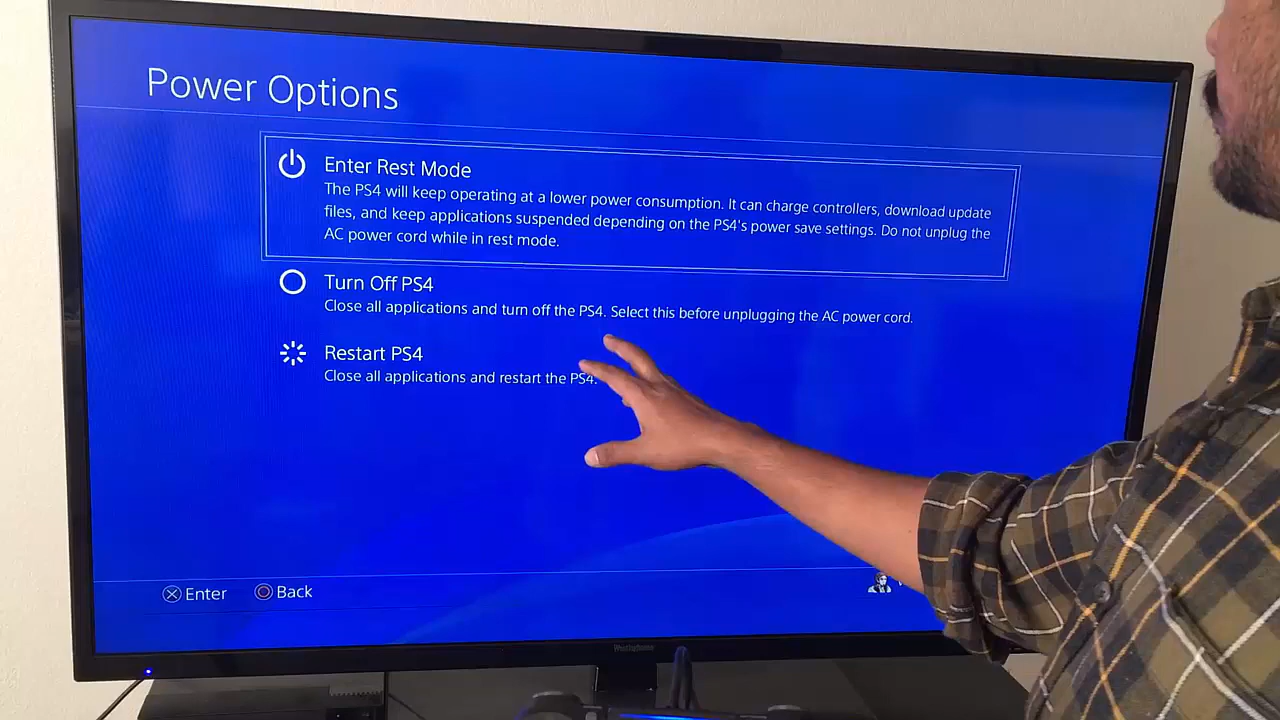 Power Options
Enter Rest Mode
The PS4 will keep operating at a lower power consumption. It can charge controllers, download update
files, and keep applications suspended depending on the PS4's power save settings. Do not unplug the
AC power cord while in rest mode.
Turn Off PS4
Close all applications and turn off the PS4. Select this before unplugging the AC power cord.
Restart PS4
Close all applications and restart the PS4.
Enter Back
Westinghouse